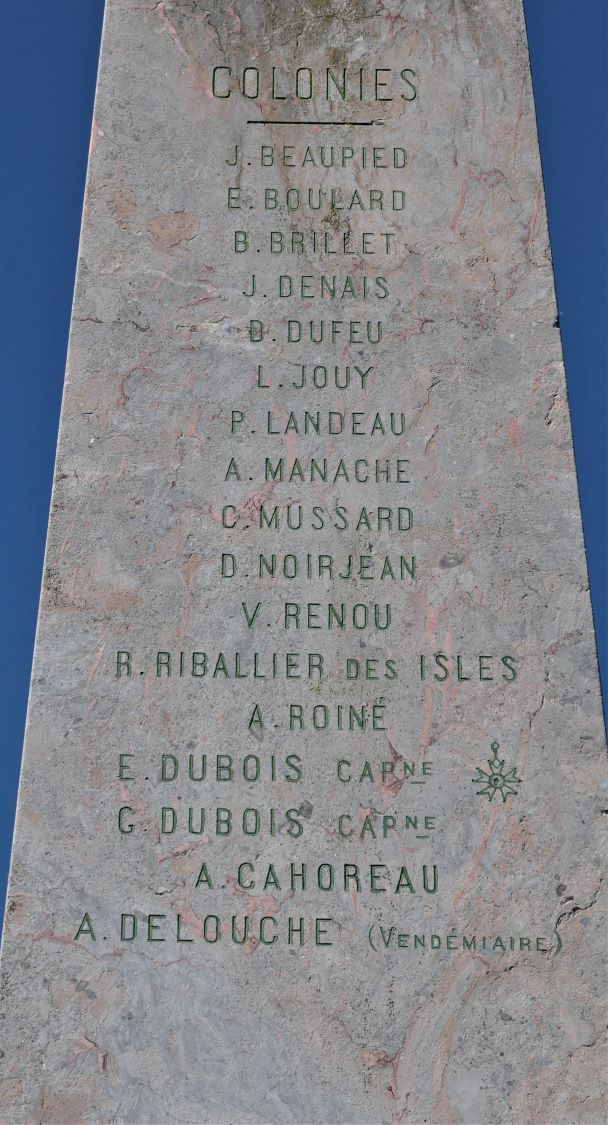 COLONIES
J. BEAUPIED
E. BOULARD
B. BRILLET
J. DENAIS
D. DUFEU
L. JOUY
P. LANDEAU
A. MANACHE
C. MUSSARD
D. NOIRJEAN
V. RENOU
R. RIBALLIER DES ISLES
A. ROINÉ
E. DUBOIS CAPNE
G. DUBOIS CAPNE
A. CAHOREAU
A. DELOUCHE (VENDÉMIAIRE)